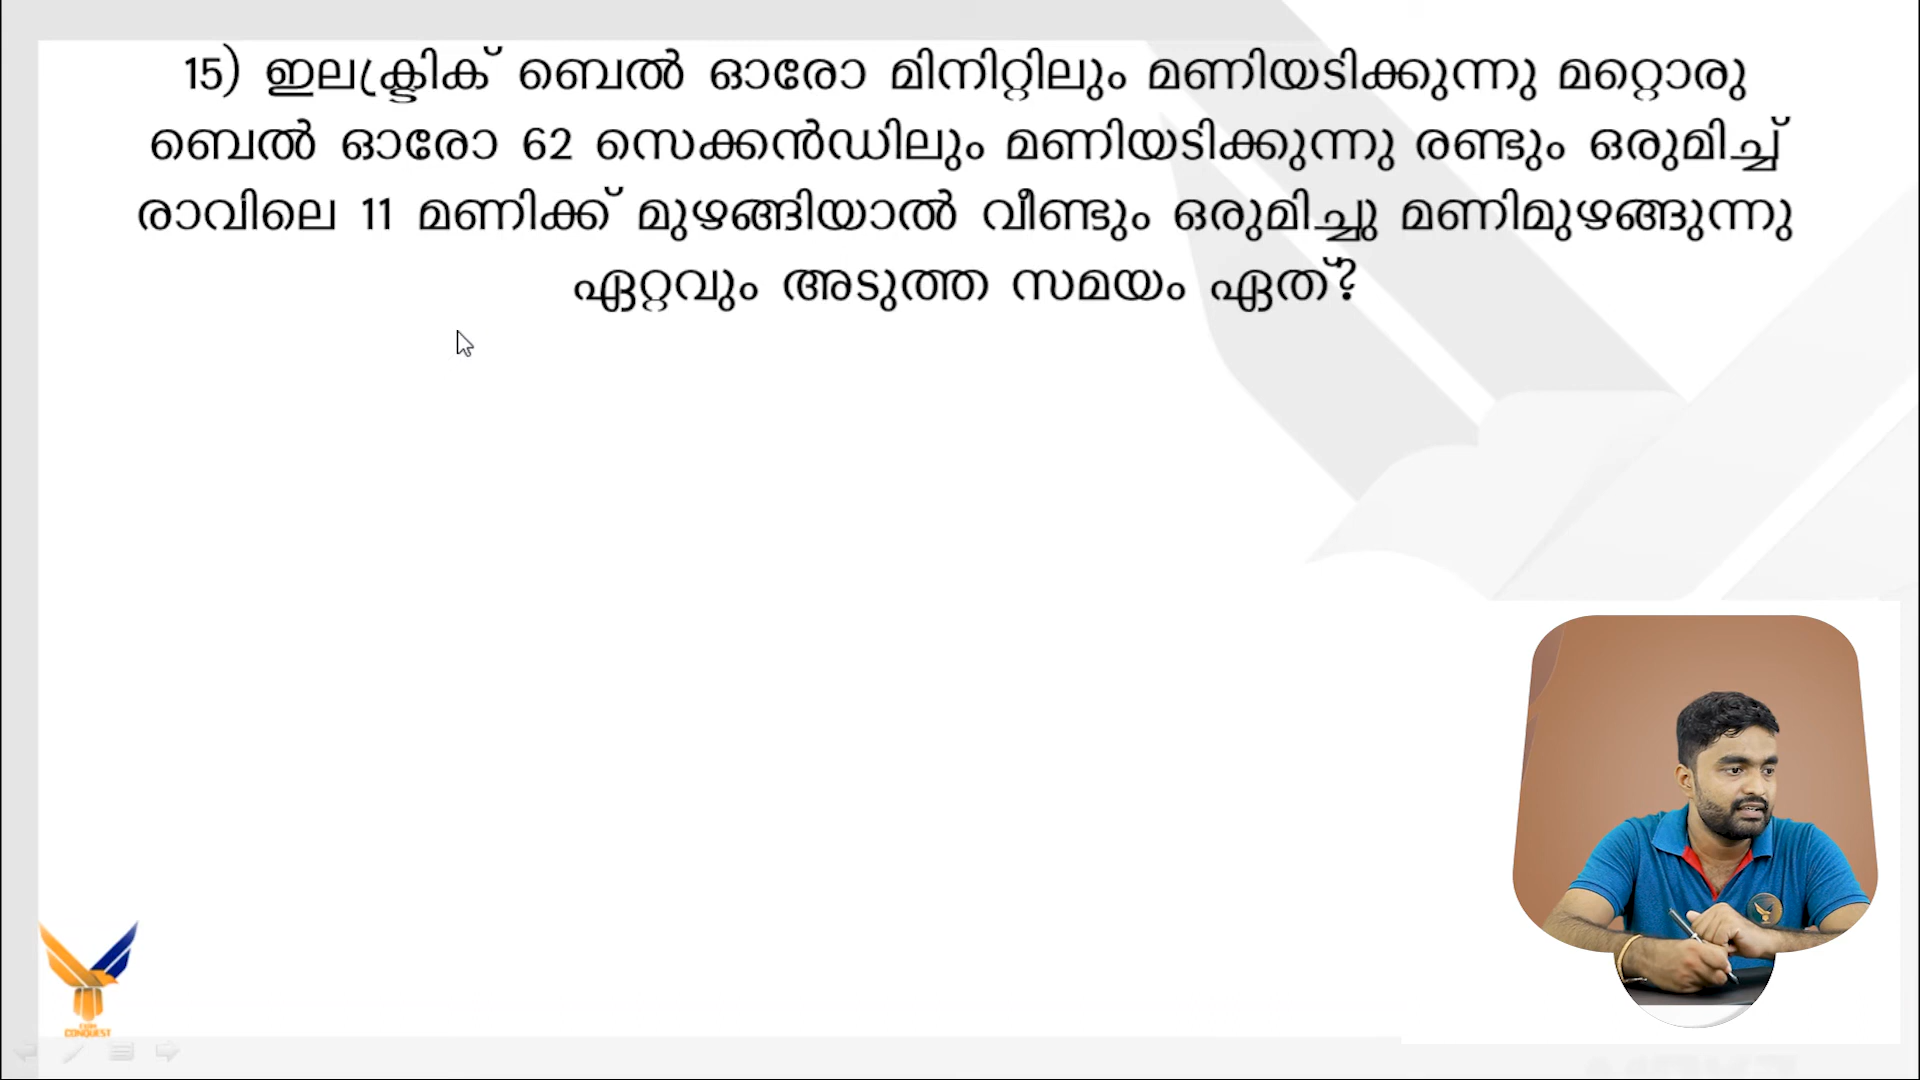 15) ഇലക്ട്രിക് ബെൽ ഓരോ മിനിറ്റിലും മണിയടിക്കുന്നു മറ്റൊരു
ബെൽ ഓരോ 62 സെക്കൻഡിലും മണിയടിക്കുന്നു രണ്ടും ഒരുമിച്ച്
രാവിലെ 11 മണിക്ക് മുഴങ്ങിയാൽ വീണ്ടും ഒരുമിച്ചു മണിമുഴങ്ങുന്നു
ഏറ്റവും അടുത്ത സമയം ഏത്?
CONQUEST